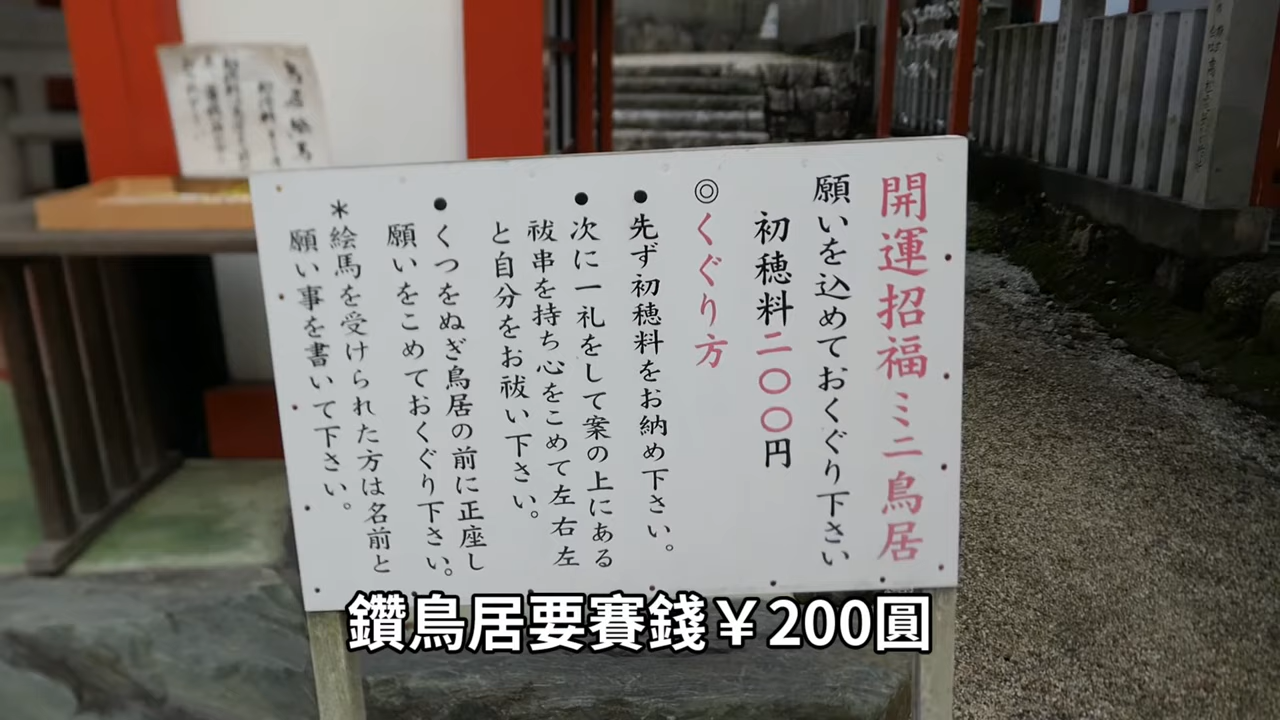 開運招福ミニ鳥居
願いを込めておくぐり下さい
初穂料二〇〇円
◎くぐり方
●先ず初穂料をお納め下さい。
●次に一礼をして案の上にある
祓串を持ち心をこめて左右左
と自分をお祓い下さい。
●くつをぬぎ鳥居の前に正座し
願いをこめておくぐり下さい。
＊絵馬を受けられた方は名前と
願い事を書いて下さい。
鑽鳥居要賽錢￥200圓